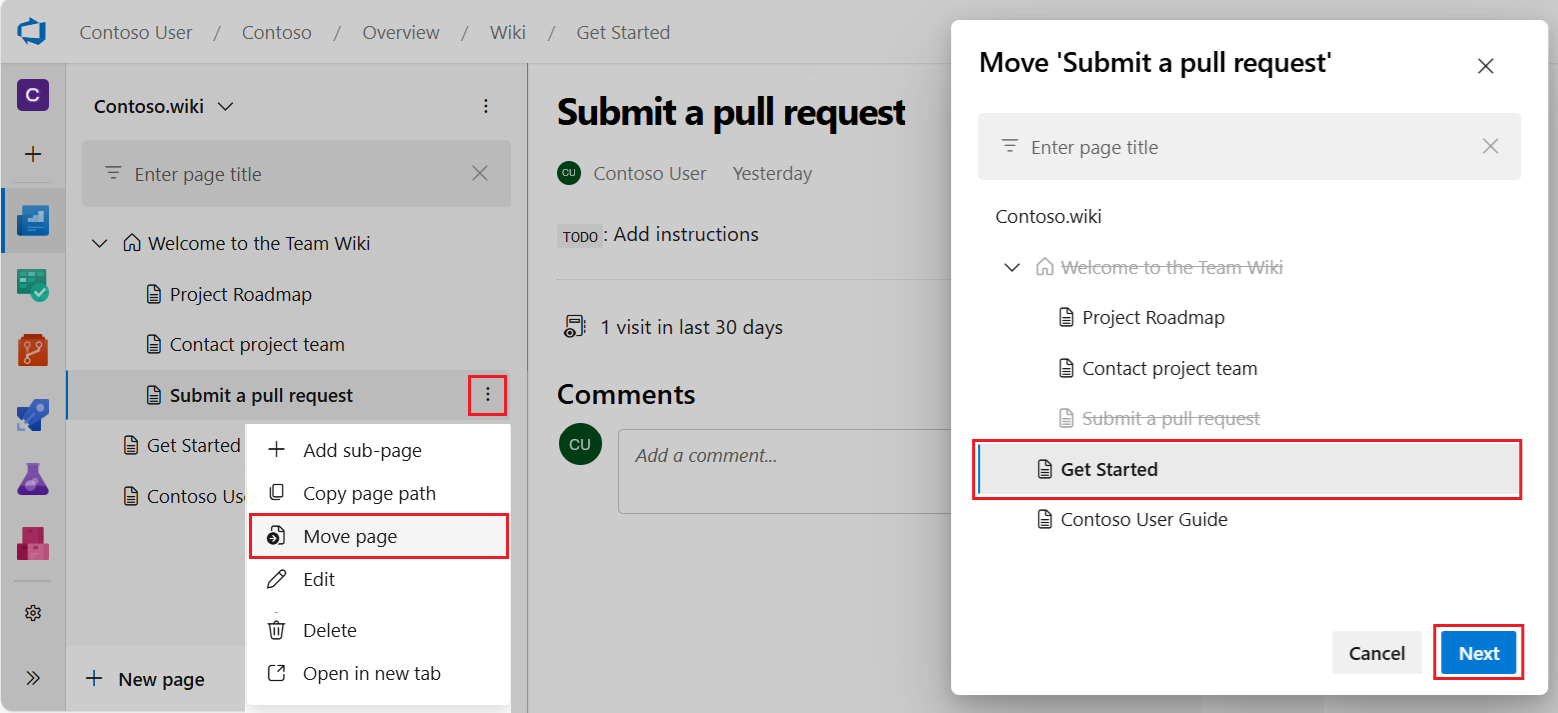 Contoso User / Contoso / Overview / Wiki / Get Started
C
Contoso.wiki
Enter page title
Welcome to the Team Wiki
Project Roadmap
Contact project team
Submit a pull request
Get Started
Contoso Us
New page
Add sub-page
Copy page path
Move page
Edit
Delete
Open in new tab
Submit a pull request
CU Contoso User Yesterday
TODO : Add instructions
1 visit in last 30 days
Comments
CU
Add a comment...
Move 'Submit a pull request'
Enter page title
Contoso.wiki
Welcome to the Team Wiki
Project Roadmap
Contact project team
Submit a pull request
Get Started
Contoso User Guide
Cancel Next